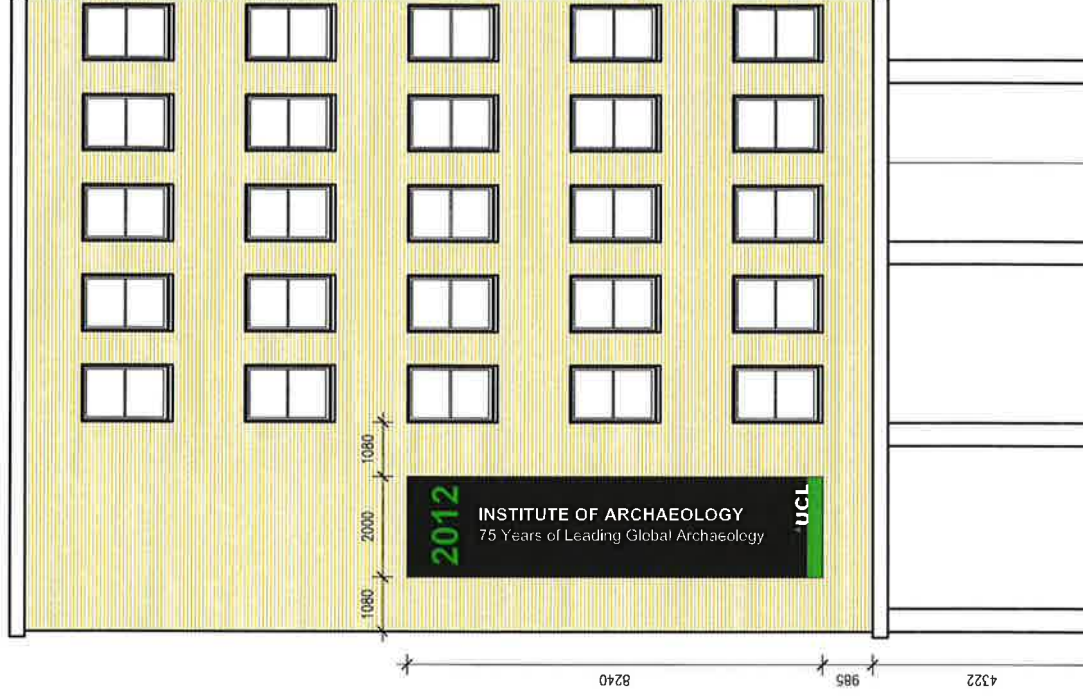 1080
2000
1080
2012
INSTITUTE OF ARCHAEOLOGY
75 Years of Leading Global Archaeology
UCL
8240
985
4322